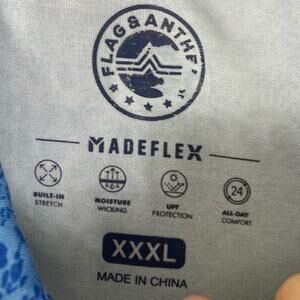 FLAG & ANTHEM
MADEFLEX
BUILT-IN STRETCH
MOISTURE WICKING
UPF PROTECTION
24
ALL-DAY COMFORT
XXXL
MADE IN CHINA